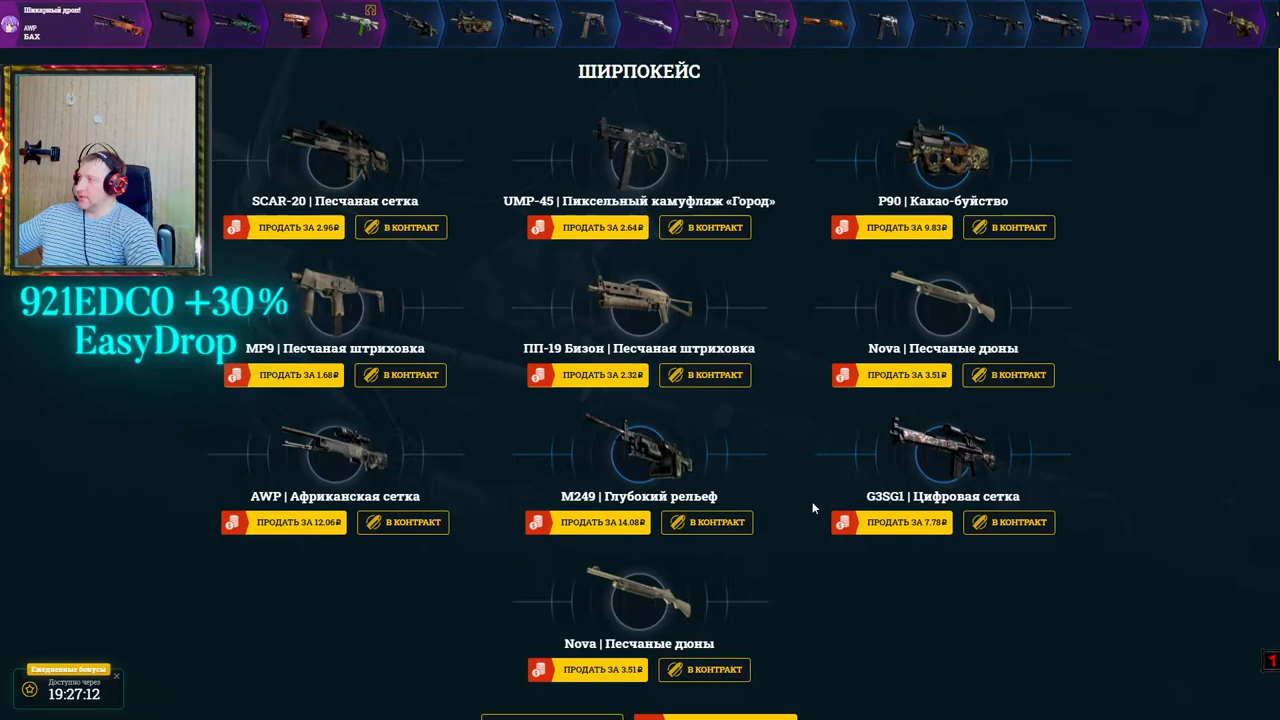 Шикарный дроп!
AWP
БАХ
ШИРПОКЕЙС
SCAR-20 | Песчаная сетка
ПРОДАТЬ ЗА 2.96₽
В КОНТРАКТ
UMP-45 | Пиксельный камуфляж «Город»
ПРОДАТЬ ЗА 2.64₽
В КОНТРАКТ
P90 | Какао-буйство
ПРОДАТЬ ЗА 9.83₽
В КОНТРАКТ
921EDC0 +30%
EasyDrop
MP9 | Песчаная штриховка
ПРОДАТЬ ЗА 1.68₽
В КОНТРАКТ
ПП-19 Бизон | Песчаная штриховка
ПРОДАТЬ ЗА 2.32₽
В КОНТРАКТ
Nova | Песчаные дюны
ПРОДАТЬ ЗА 3.51₽
В КОНТРАКТ
AWP | Африканская сетка
ПРОДАТЬ ЗА 12.06₽
В КОНТРАКТ
M249 | Глубокий рельеф
ПРОДАТЬ ЗА 14.08₽
В КОНТРАКТ
G3SG1 | Цифровая сетка
ПРОДАТЬ ЗА 7.78₽
В КОНТРАКТ
Nova | Песчаные дюны
ПРОДАТЬ ЗА 3.51₽
В КОНТРАКТ
Ежедневные бонусы
Доступно через
19:27:12
1